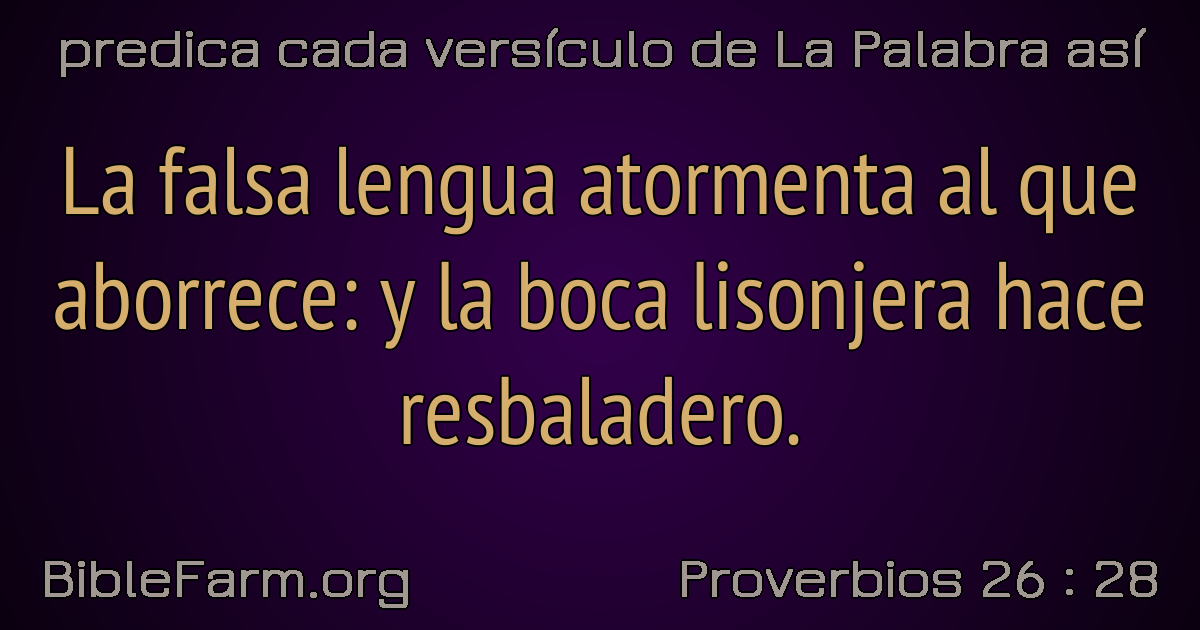 predica cada versículo de La Palabra así
La falsa lengua atormenta al que
aborrece: y la boca lisonjera hace
resbaladero.
BibleFarm.org
Proverbios 26 : 28